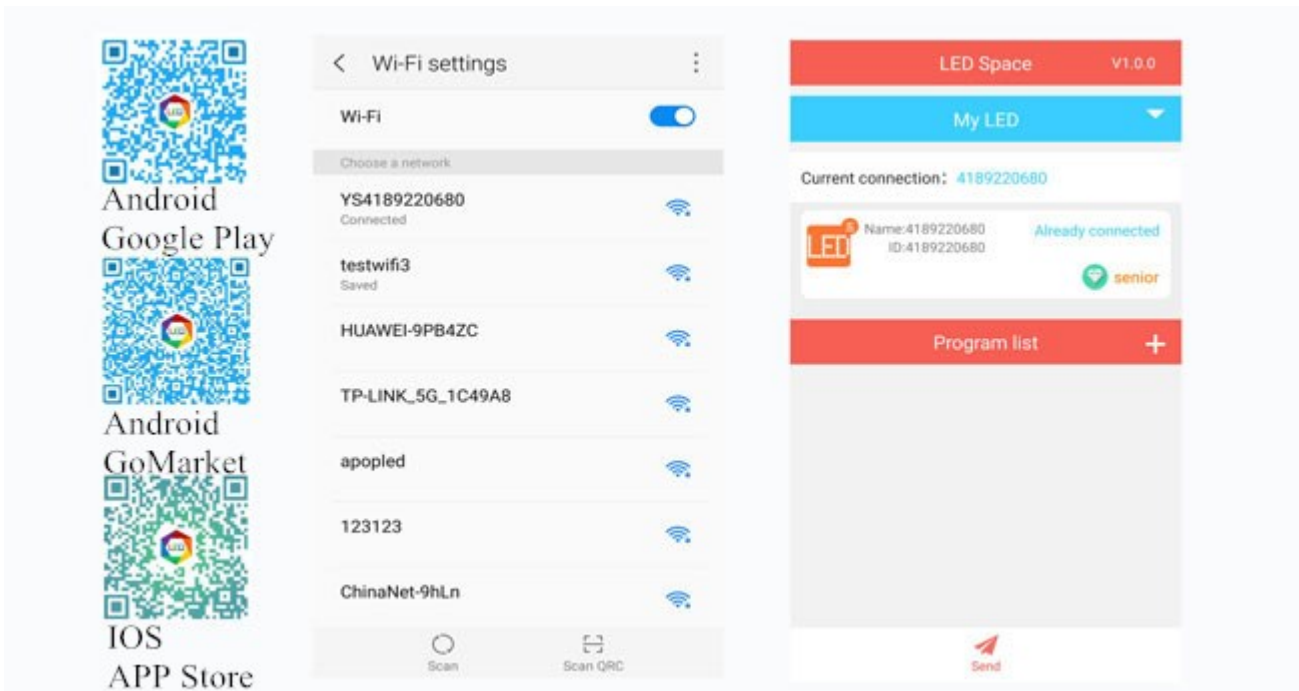 Android
Google Play
Android
GoMarket
IOS
APP Store
Wi-Fi settings
Wi-Fi
Choose a network
YS4189220680
Connected
testwifi3
Saved
HUAWEI-9PB4ZC
TP-LINK_5G_1C49A8
apopled
123123
ChinaNet-9hLn
Scan
Scan QRC
LED Space V1.0.0
My LED
Current connection: 4189220680
LED
Name:4189220680 Already connected
ID:4189220680
senior
Program list
Send